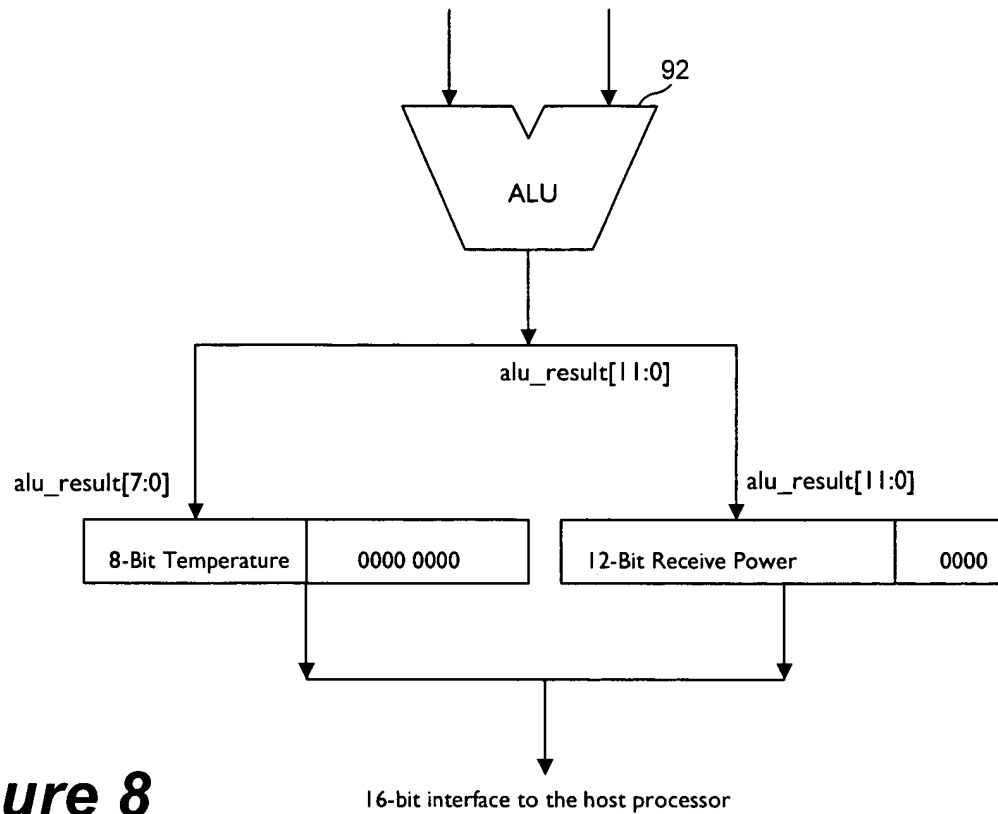 92
ALU
alu_result[11:0]
alu_result[7:0]
alu_result[11:0]
8-Bit Temperature 0000 0000
12-Bit Receive Power 0000
ure 8
16-bit interface to the host processor